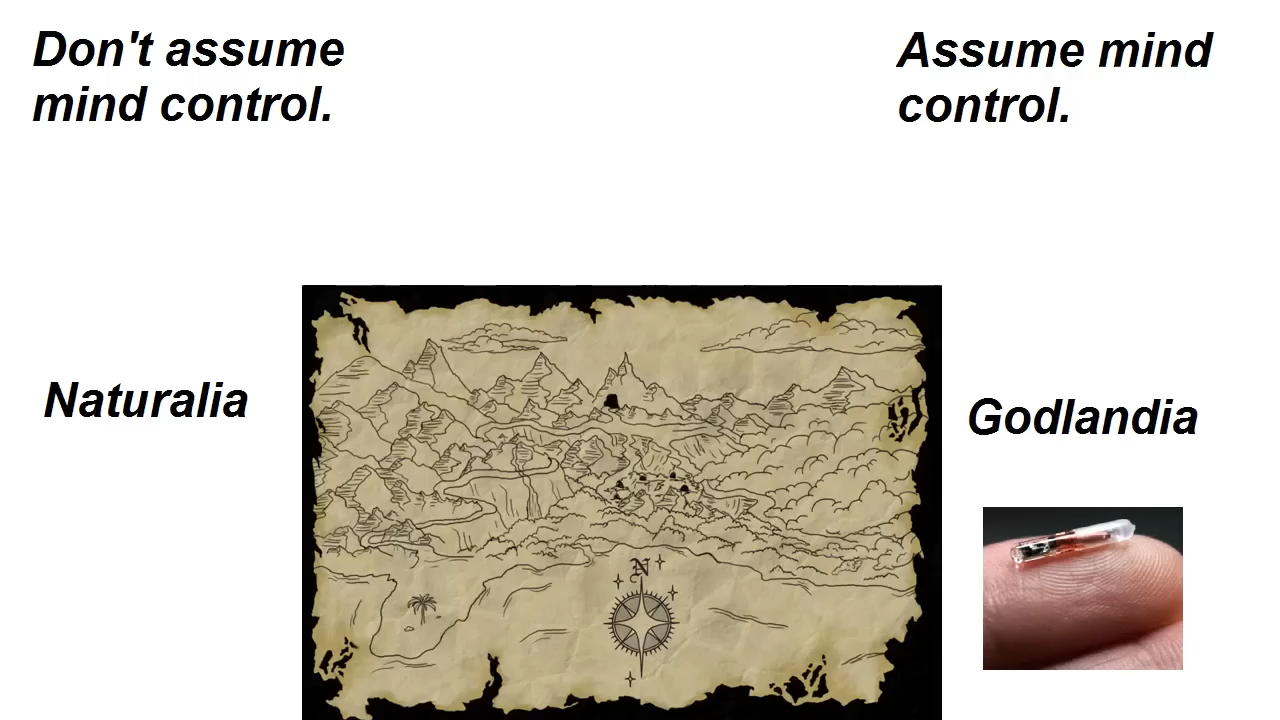 Don't assume
mind control.
Assume mind
control.
Naturalia
Godlandia
N